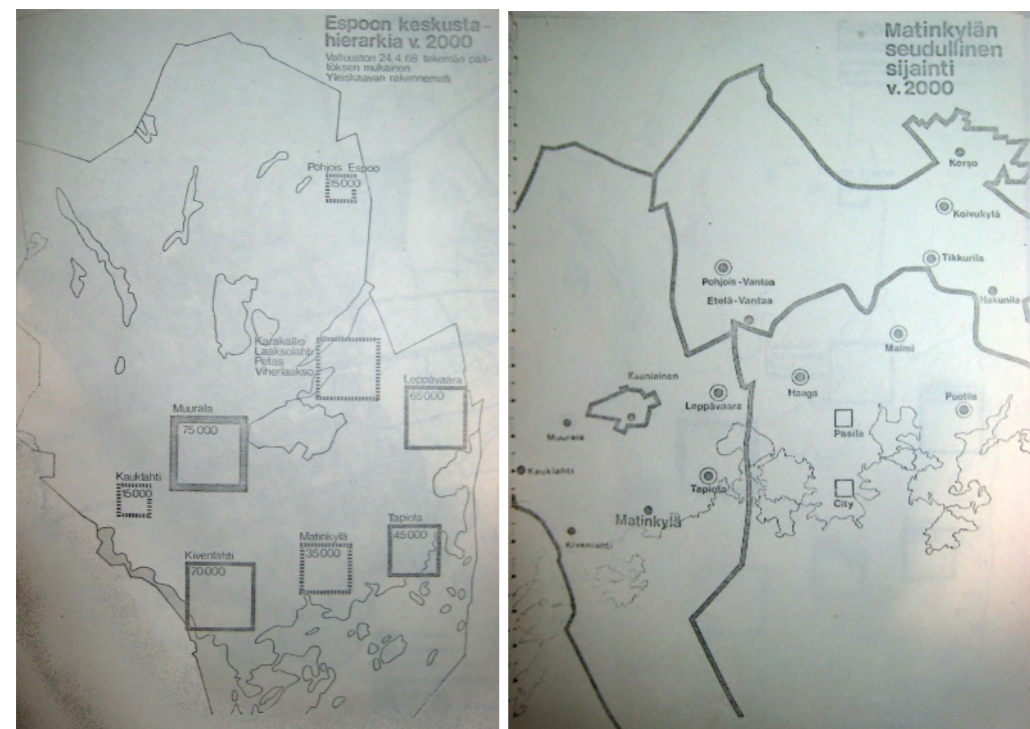 Espoon keskusta-
hierarkia v. 2000
Valtuuston 24.4.68 tekemän pää-
töksen mukainen
Yleiskaavan rakennemalli
Pohjois Espoo
15000
Karakallio
Laaksolahti
Petas
Viherlaakso
Leppävaara
65000
Muurala
75000
Kauklahti
15000
Tapiola
45000
Matinkylä
35000
Kivenlahti
70000
Matinkylän
seudullinen
sijainti
v. 2000
Korso
Koivukylä
Tikkurila
Pohjois-Vantaa
Etelä-Vantaa
Hakunila
Malmi
Kauniainen
Haaga
Leppävaara
Puotila
Pasila
Muurala
Kauklahti
Tapiola
City
Matinkylä
Kivenlahti